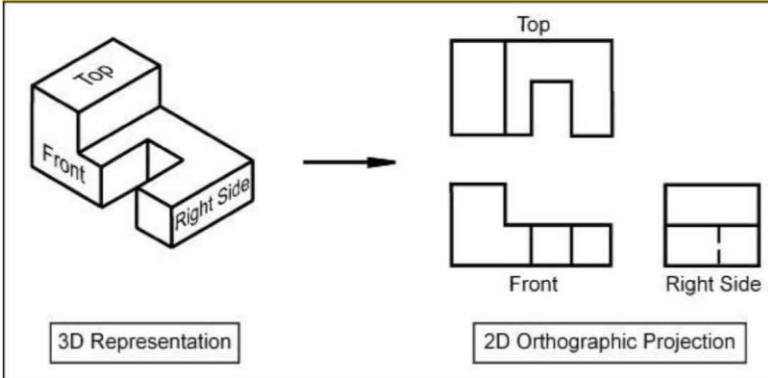 Top
Top
Front
Right Side
Front
Right Side
3D Representation
2D Orthographic Projection